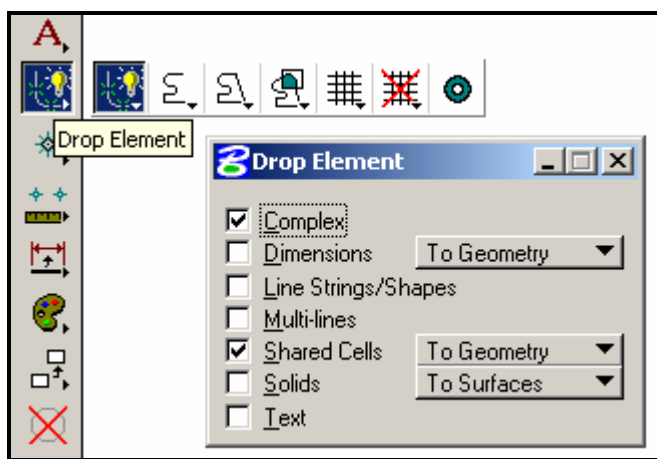 A
Drop Element
Drop Element
Complex
Dimensions To Geometry
Line Strings/Shapes
Multi-lines
Shared Cells To Geometry
Solids To Surfaces
Text